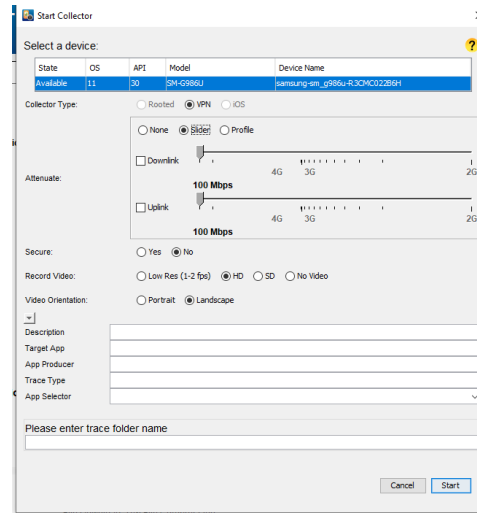 Start Collector
Select a device:
?
State OS API Model Device Name
Available 11 30 SM-G986U samsung-sm_g986u-R3CMC022B6H
Collector Type: Rooted VPN iOS
None Slider Profile
Downlink
4G 3G 2G
100 Mbps
Attenuate:
Uplink
4G 3G 2G
100 Mbps
Secure: Yes No
Record Video: Low Res (1-2 fps) HD SD No Video
Video Orientation: Portrait Landscape
Description
Target App
App Producer
Trace Type
App Selector
Please enter trace folder name
Cancel Start